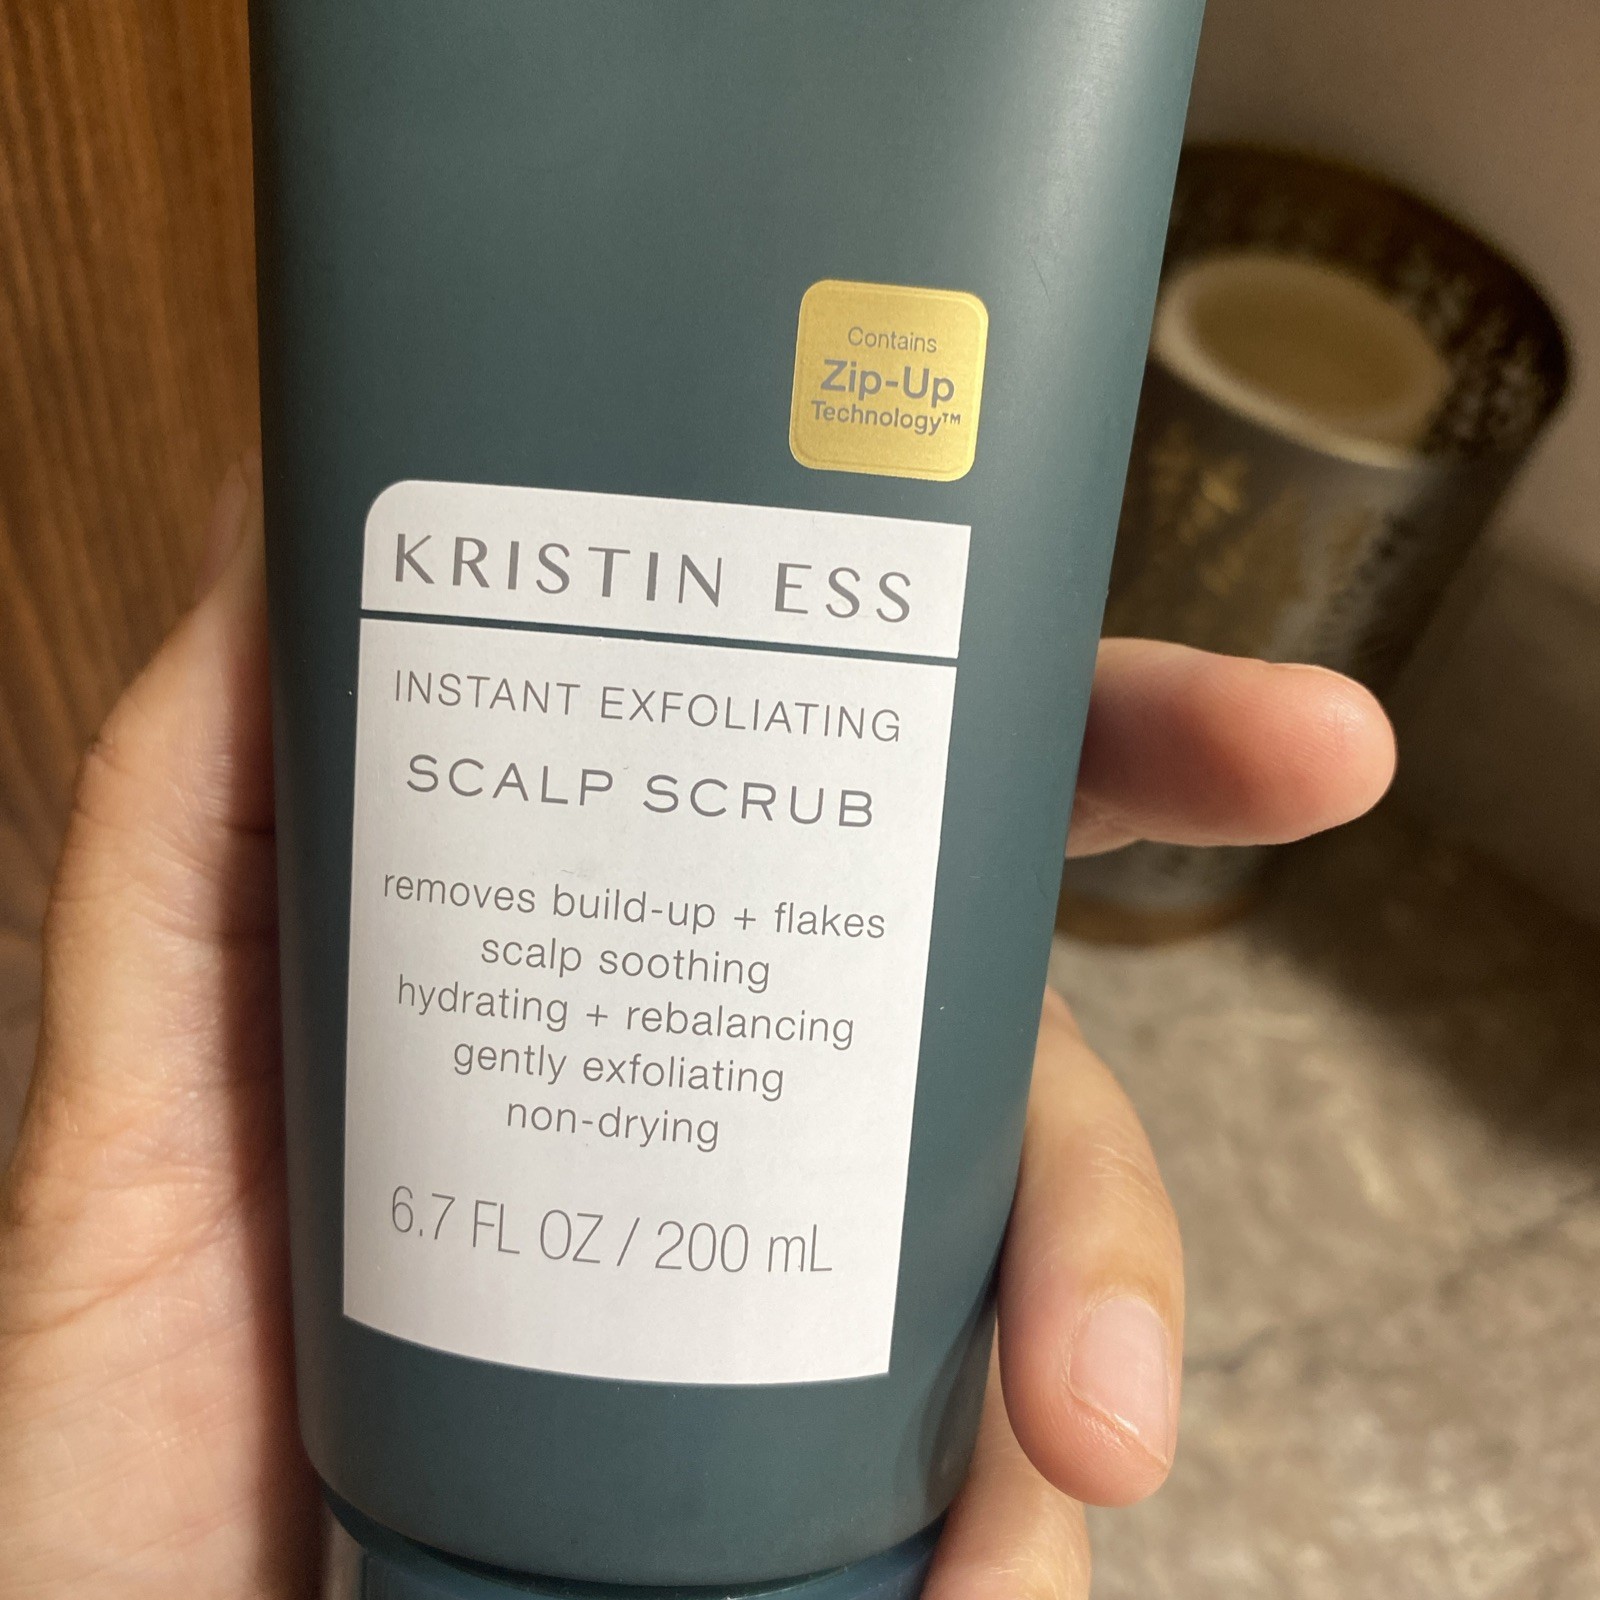 Contains
Zip-Up
Technology™
KRISTIN ESS
INSTANT EXFOLIATING
SCALP SCRUB
removes build-up + flakes
scalp soothing
hydrating + rebalancing
gently exfoliating
non-drying
6.7 FL OZ / 200 mL